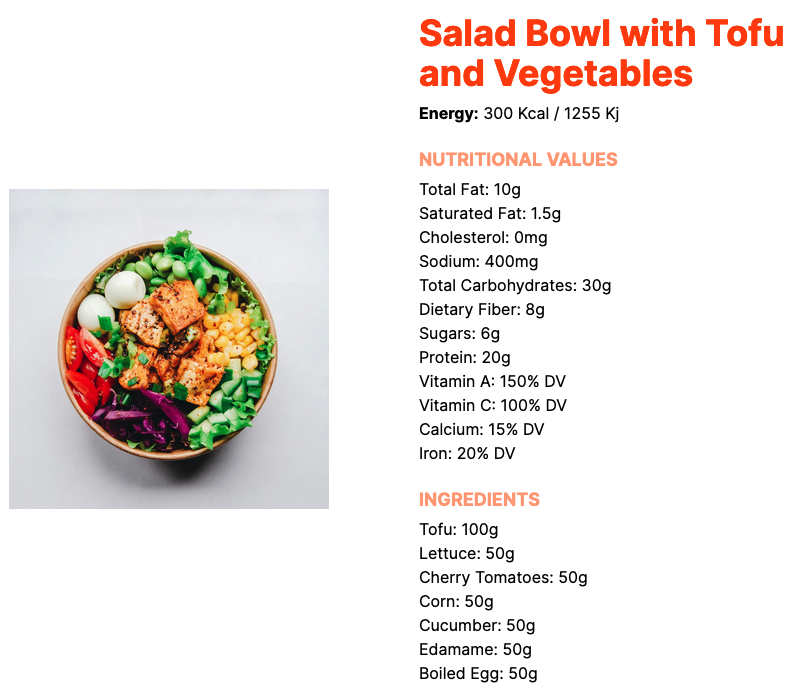 Salad Bowl with Tofu
and Vegetables
Energy: 300 Kcal / 1255 Kj
NUTRITIONAL VALUES
Total Fat: 10g
Saturated Fat: 1.5g
Cholesterol: 0mg
Sodium: 400mg
Total Carbohydrates: 30g
Dietary Fiber: 8g
Sugars: 6g
Protein: 20g
Vitamin A: 150% DV
Vitamin C: 100% DV
Calcium: 15% DV
Iron: 20% DV
INGREDIENTS
Tofu: 100g
Lettuce: 50g
Cherry Tomatoes: 50g
Corn: 50g
Cucumber: 50g
Edamame: 50g
Boiled Egg: 50g